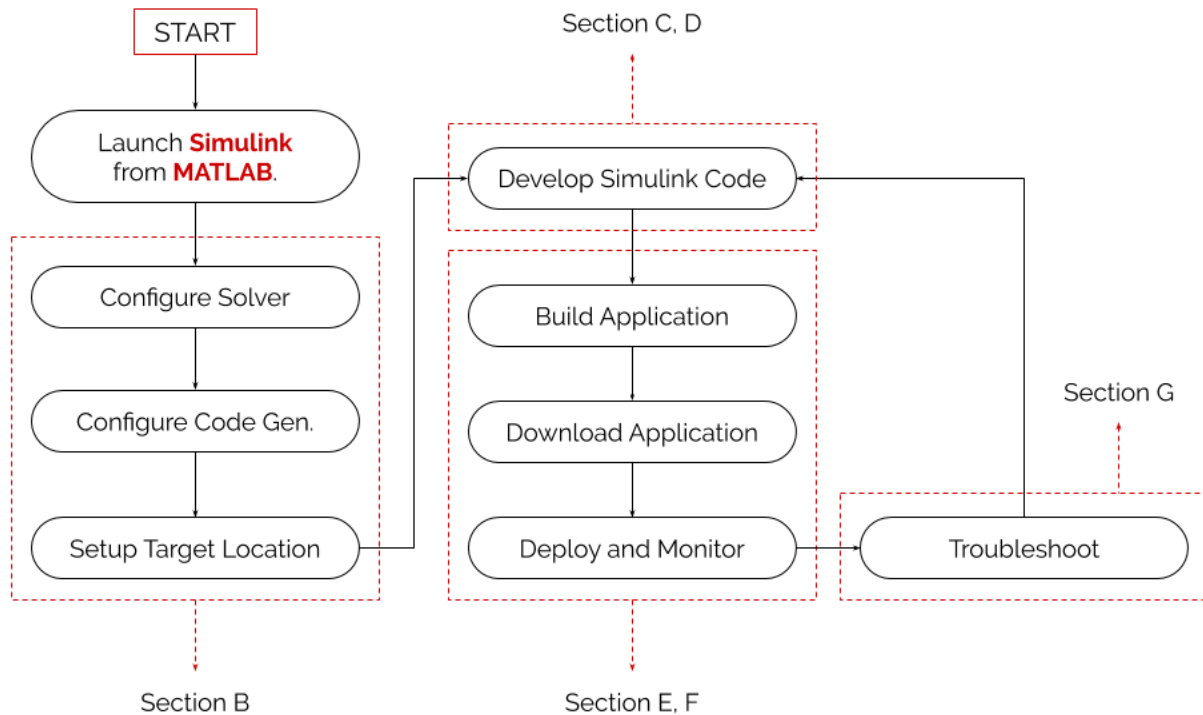 START
Launch Simulink
from MATLAB.
Configure Solver
Configure Code Gen.
Setup Target Location
Section B
Section C, D
Develop Simulink Code
Build Application
Download Application
Deploy and Monitor
Section E, F
Section G
Troubleshoot